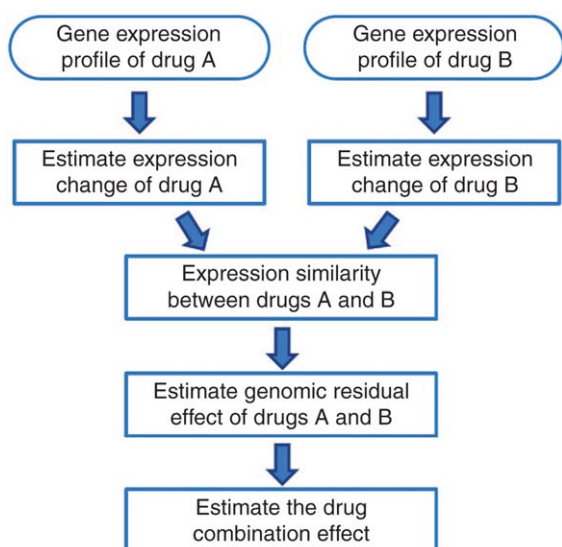 Gene expression
profile of drug A
Gene expression
profile of drug B
Estimate expression
change of drug A
Estimate expression
change of drug B
Expression similarity
between drugs A and B
Estimate genomic residual
effect of drugs A and B
Estimate the drug
combination effect